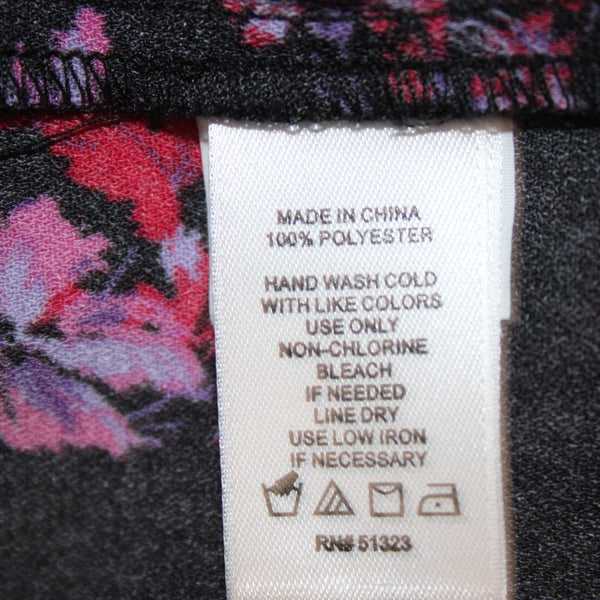 MADE IN CHINA
100% POLYESTER
HAND WASH COLD
WITH LIKE COLORS
USE ONLY
NON-CHLORINE
BLEACH
IF NEEDED
LINE DRY
USE LOW IRON
IF NECESSARY
RN# 51323